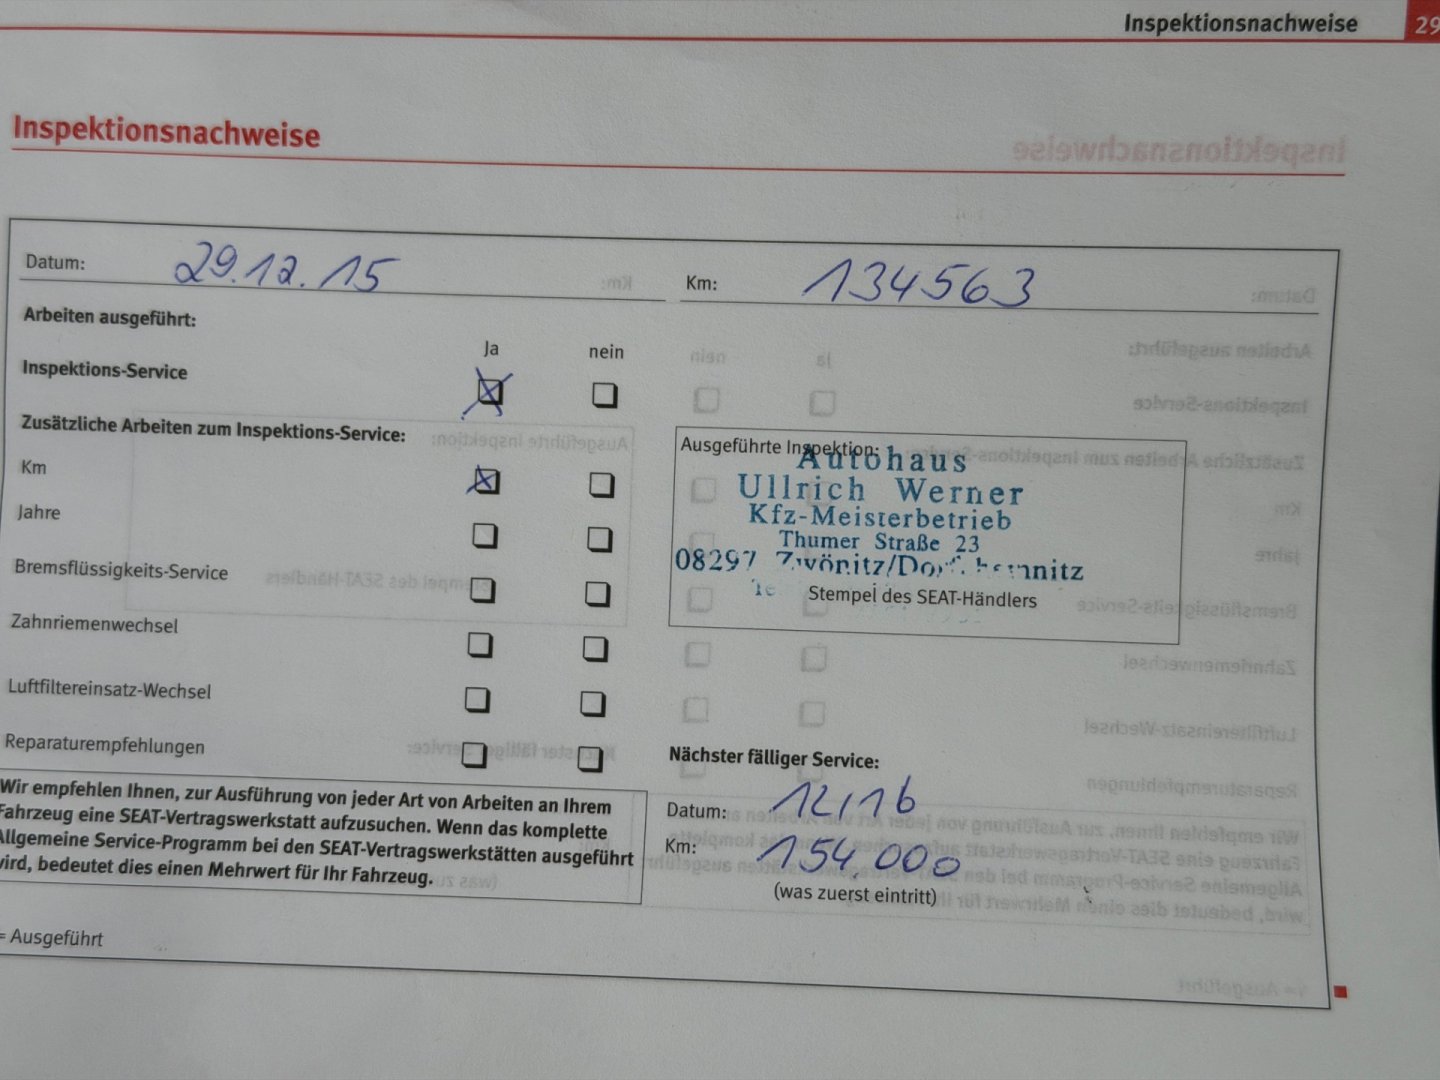 Inspektionsnachweise 29
Inspektionsnachweise
Datum: 29.12.15 Km: 134563
Arbeiten ausgeführt:
Ja nein
Inspektions-Service
Zusätzliche Arbeiten zum Inspektions-Service:
Km
Jahre
Bremsflüssigkeits-Service
Zahnriemenwechsel
Luftfiltereinsatz-Wechsel
Reparaturempfehlungen
Wir empfehlen Ihnen, zur Ausführung von jeder Art von Arbeiten an Ihrem
Fahrzeug eine SEAT-Vertragswerkstatt aufzusuchen. Wenn das komplette
Allgemeine Service-Programm bei den SEAT-Vertragswerkstätten ausgeführt
wird, bedeutet dies einen Mehrwert für Ihr Fahrzeug.
= Ausgeführt
Ausgeführte Inspektion:
Autohaus
Ullrich Werner
Kfz-Meisterbetrieb
Thumer Straße 23
08297 Zwönitz/Dorfchemnitz
Stempel des SEAT-Händlers
Nächster fälliger Service:
Datum: 12/16
Km: 154.000
(was zuerst eintritt)